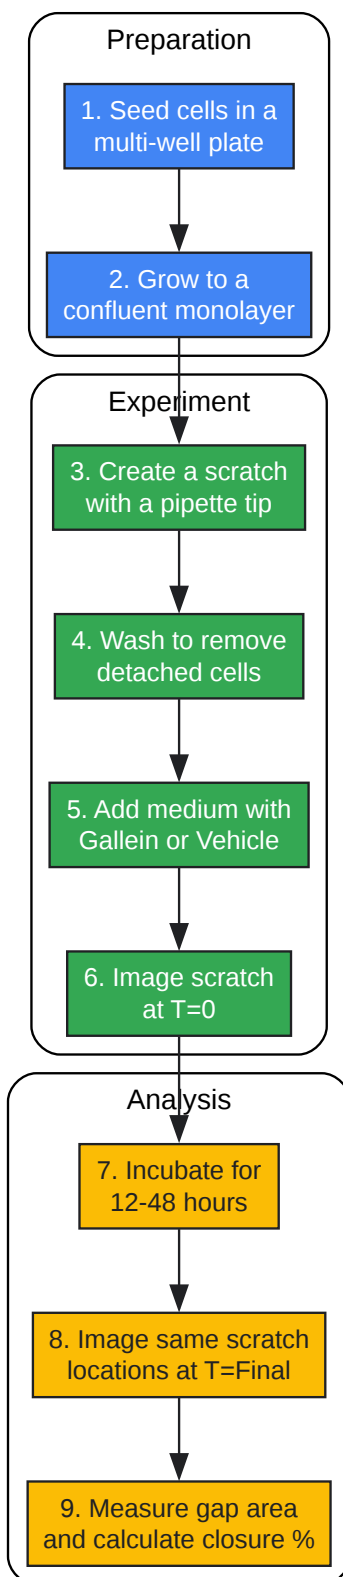 Preparation
1. Seed cells in a
multi-well plate
2. Grow to a
confluent monolayer
Experiment
3. Create a scratch
with a pipette tip
4. Wash to remove
detached cells
5. Add medium with
Gallein or Vehicle
6. Image scratch
at T=0
Analysis
7. Incubate for
12-48 hours
8. Image same scratch
locations at T=Final
9. Measure gap area
and calculate closure %